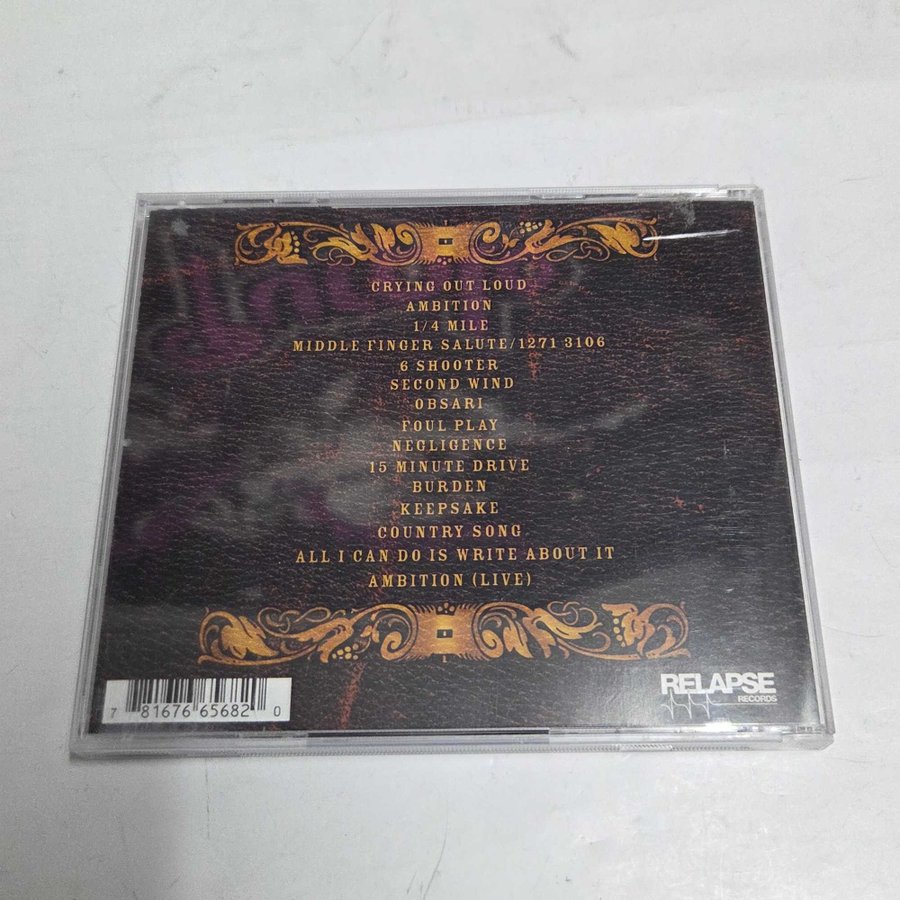 CRYING OUT LOUD
AMBITION
1/4 MILE
MIDDLE FINGER SALUTE/1271 3106
6 SHOOTER
SECOND WIND
OBSARI
FOUL PLAY
NEGLIGENCE
15 MINUTE DRIVE
BURDEN
KEEPSAKE
COUNTRY SONG
ALL I CAN DO IS WRITE ABOUT IT
AMBITION (LIVE)
7 81676 65682 0
RELAPSE
RECORDS